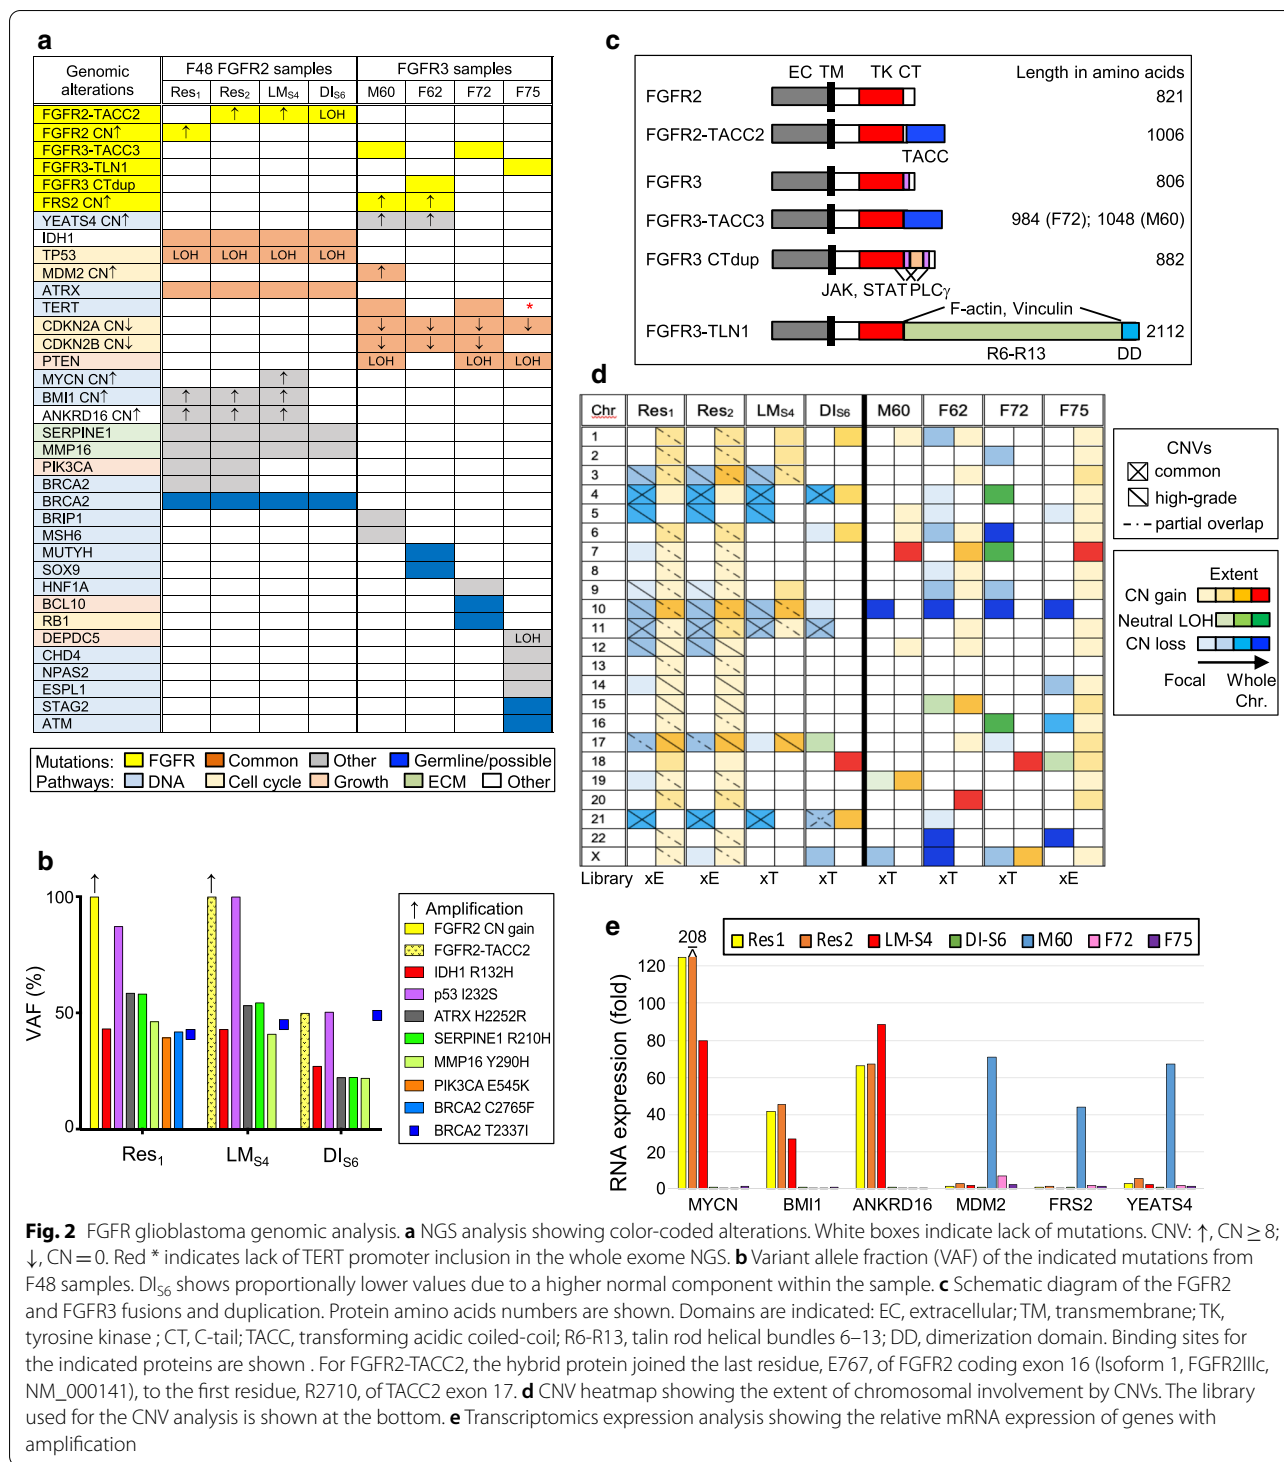 a
Genomic alterations
F48 FGFR2 samples
FGFR3 samples
Res1 Res2 LMS4 DIS6 M60 F62 F72 F75
FGFR2-TACC2 ↑ ↑ LOH
FGFR2 CN↑ ↑
FGFR3-TACC3
FGFR3-TLN1
FGFR3 CTdup
FRS2 CN↑ ↑ ↑
YEATS4 CN↑ ↑ ↑
IDH1
TP53 LOH LOH LOH LOH
MDM2 CN↑ ↑
ATRX
TERT *
CDKN2A CN↓ ↓ ↓ ↓ ↓
CDKN2B CN↓ ↓ ↓ ↓
PTEN LOH LOH LOH
MYCN CN↑ ↑
BMI1 CN↑ ↑ ↑ ↑
ANKRD16 CN↑ ↑ ↑ ↑
SERPINE1
MMP16
PIK3CA
BRCA2
BRCA2
BRIP1
MSH6
MUTYH
SOX9
HNF1A
BCL10
RB1
DEPDC5 LOH
CHD4
NPAS2
ESPL1
STAG2
ATM
Mutations: FGFR Common Other Germline/possible
Pathways: DNA Cell cycle Growth ECM Other
b
VAF (%)
100
50
0
↑ ↑
Res1 LMS4 DIS6
↑ Amplification
FGFR2 CN gain
FGFR2-TACC2
IDH1 R132H
p53 I232S
ATRX H2252R
SERPINE1 R210H
MMP16 Y290H
PIK3CA E545K
BRCA2 C2765F
BRCA2 T2337I
c
EC TM TK CT Length in amino acids
FGFR2 821
FGFR2-TACC2 1006
TACC
FGFR3 806
FGFR3-TACC3 984 (F72); 1048 (M60)
FGFR3 CTdup 882
JAK, STAT PLCγ
F-actin, Vinculin
FGFR3-TLN1 2112
R6-R13 DD
d
Chr Res1 Res2 LMS4 DIS6 M60 F62 F72 F75
1
2
3
4
5
6
7
8
9
10
11
12
13
14
15
16
17
18
19
20
21
22
X
Library xE xE xT xT xT xT xT xE
CNVs
common
high-grade
partial overlap
Extent
CN gain
Neutral LOH
CN loss
Focal Whole Chr.
e
Res1 Res2 LM-S4 DI-S6 M60 F72 F75
208
RNA expression (fold)
120
100
80
60
40
20
0
MYCN BMI1 ANKRD16 MDM2 FRS2 YEATS4
Fig. 2 FGFR glioblastoma genomic analysis. a NGS analysis showing color-coded alterations. White boxes indicate lack of mutations. CNV: ↑, CN ≥ 8;
↓, CN = 0. Red * indicates lack of TERT promoter inclusion in the whole exome NGS. b Variant allele fraction (VAF) of the indicated mutations from
F48 samples. DIS6 shows proportionally lower values due to a higher normal component within the sample. c Schematic diagram of the FGFR2
and FGFR3 fusions and duplication. Protein amino acids numbers are shown. Domains are indicated: EC, extracellular; TM, transmembrane; TK,
tyrosine kinase ; CT, C-tail; TACC, transforming acidic coiled-coil; R6-R13, talin rod helical bundles 6–13; DD, dimerization domain. Binding sites for
the indicated proteins are shown . For FGFR2-TACC2, the hybrid protein joined the last residue, E767, of FGFR2 coding exon 16 (Isoform 1, FGFR2IIIc,
NM_000141), to the first residue, R2710, of TACC2 exon 17. d CNV heatmap showing the extent of chromosomal involvement by CNVs. The library
used for the CNV analysis is shown at the bottom. e Transcriptomics expression analysis showing the relative mRNA expression of genes with
amplification